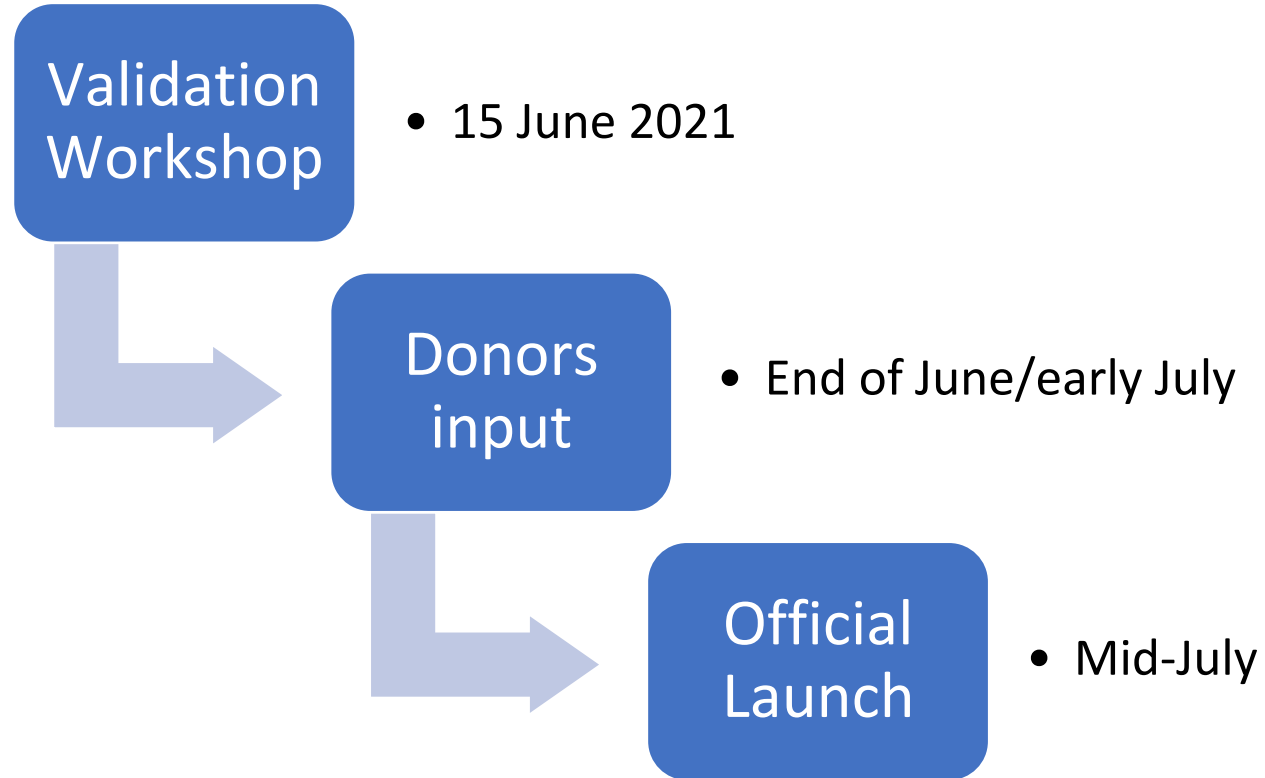 Validation
Workshop
• 15 June 2021
Donors
input
• End of June/early July
Official
Launch
• Mid-July